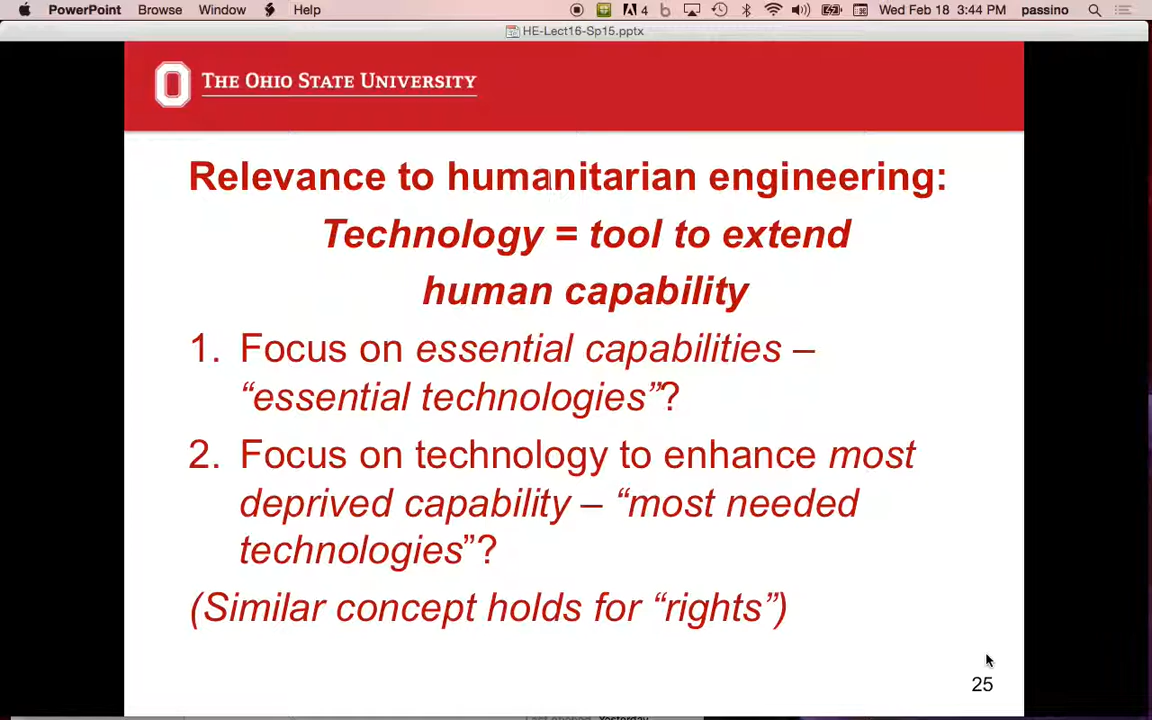 PowerPoint Browse Window Help 4 Wed Feb 18 3:44 PM passino
HE-Lect16-Sp15.pptx
THE OHIO STATE UNIVERSITY
Relevance to humanitarian engineering:
Technology = tool to extend
human capability
1. Focus on essential capabilities –
“essential technologies”?
2. Focus on technology to enhance most
deprived capability – “most needed
technologies”?
(Similar concept holds for “rights”)
25